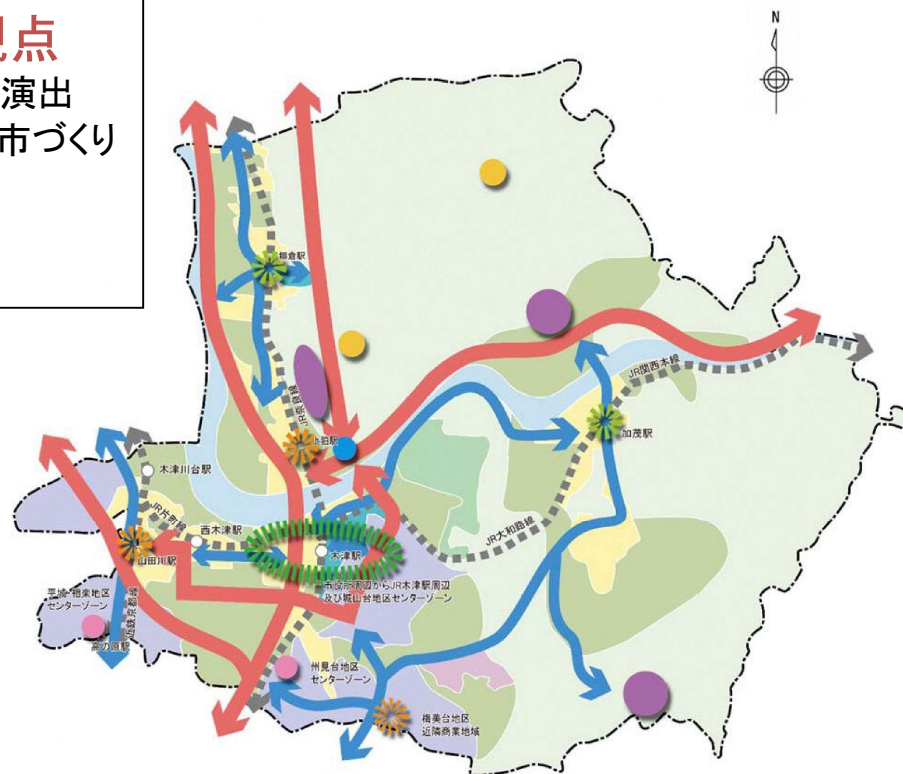 見点
演出
市づくり
N
棚倉駅
JR奈良線
上狛駅
JR関西本線
加茂駅
木津川台駅
JR片町線
西木津駅
木津駅
JR大和路線
山田川駅
市役所周辺からJR木津駅周辺
及び城山台地区センターゾーン
平城・相楽地区
センターゾーン
近鉄京都線
高の原駅
州見台地区
センターゾーン
梅美台地区
近隣商業地域